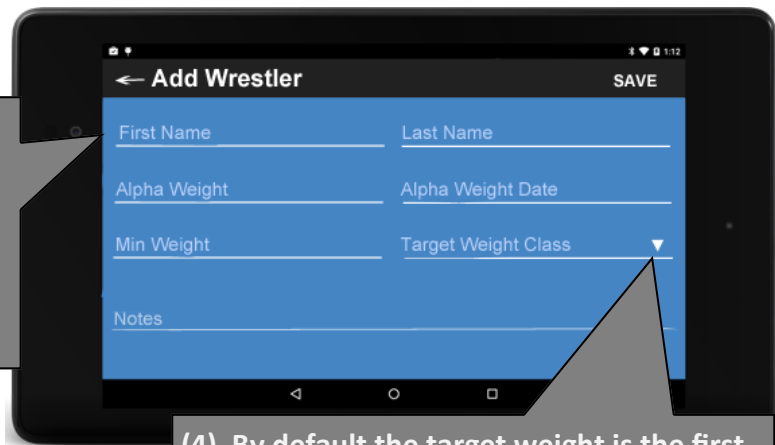 1:12
Add Wrestler SAVE
First Name Last Name
Alpha Weight Alpha Weight Date
Min Weight Target Weight Class
Notes
(4) By default the target weight is the first